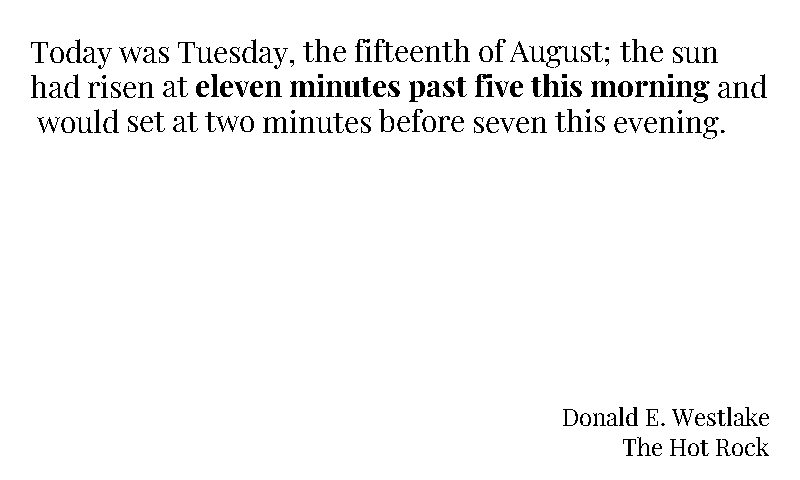 Today was Tuesday, the fifteenth of August; the sun
had risen at eleven minutes past five this morning and
would set at two minutes before seven this evening.
Donald E. Westlake
The Hot Rock